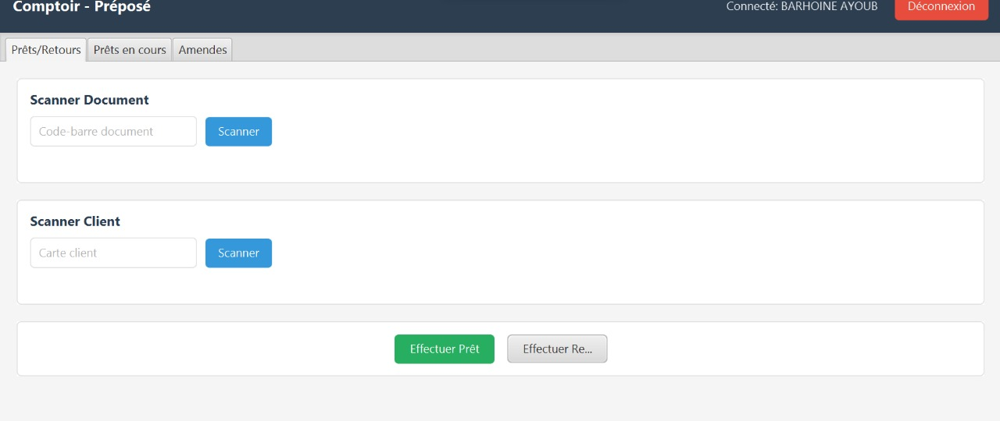 Comptoir - Préposé
Connecté: BARHOINE AYOUB
Déconnexion
Prêts/Retours
Prêts en cours
Amendes
Scanner Document
Code-barre document
Scanner
Scanner Client
Carte client
Scanner
Effectuer Prêt
Effectuer Re...